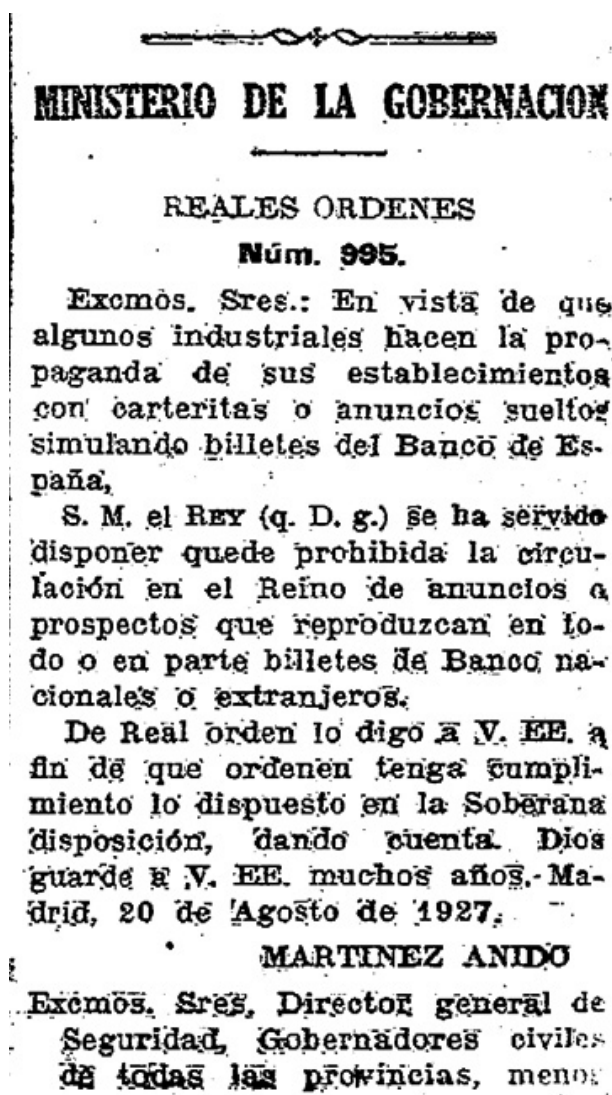 MINISTERIO DE LA GOBERNACION
REALES ORDENES
Núm. 995.
Excmos. Sres.: En vista de que
algunos industriales hacen la pro-
paganda de sus establecimientos
con carteritas o anuncios sueltos
simulando billetes del Banco de Es-
paña,
S. M. el REY (q. D. g.) se ha servido
disponer quede prohibida la circu-
lación en el Reino de anuncios o
prospectos que reproduzcan en to-
do o en parte billetes de Banco na-
cionales o extranjeros.
De Real orden lo digo a V. EE. a
fin de que ordenen tenga cumpli-
miento lo dispuesto en la Soberana
disposición, dando cuenta. Dios
guarde a V. EE. muchos años. Ma-
drid, 20 de Agosto de 1927.
MARTINEZ ANIDO
Excmos. Sres. Director general de
Seguridad, Gobernadores civiles
de todas las provincias, menos